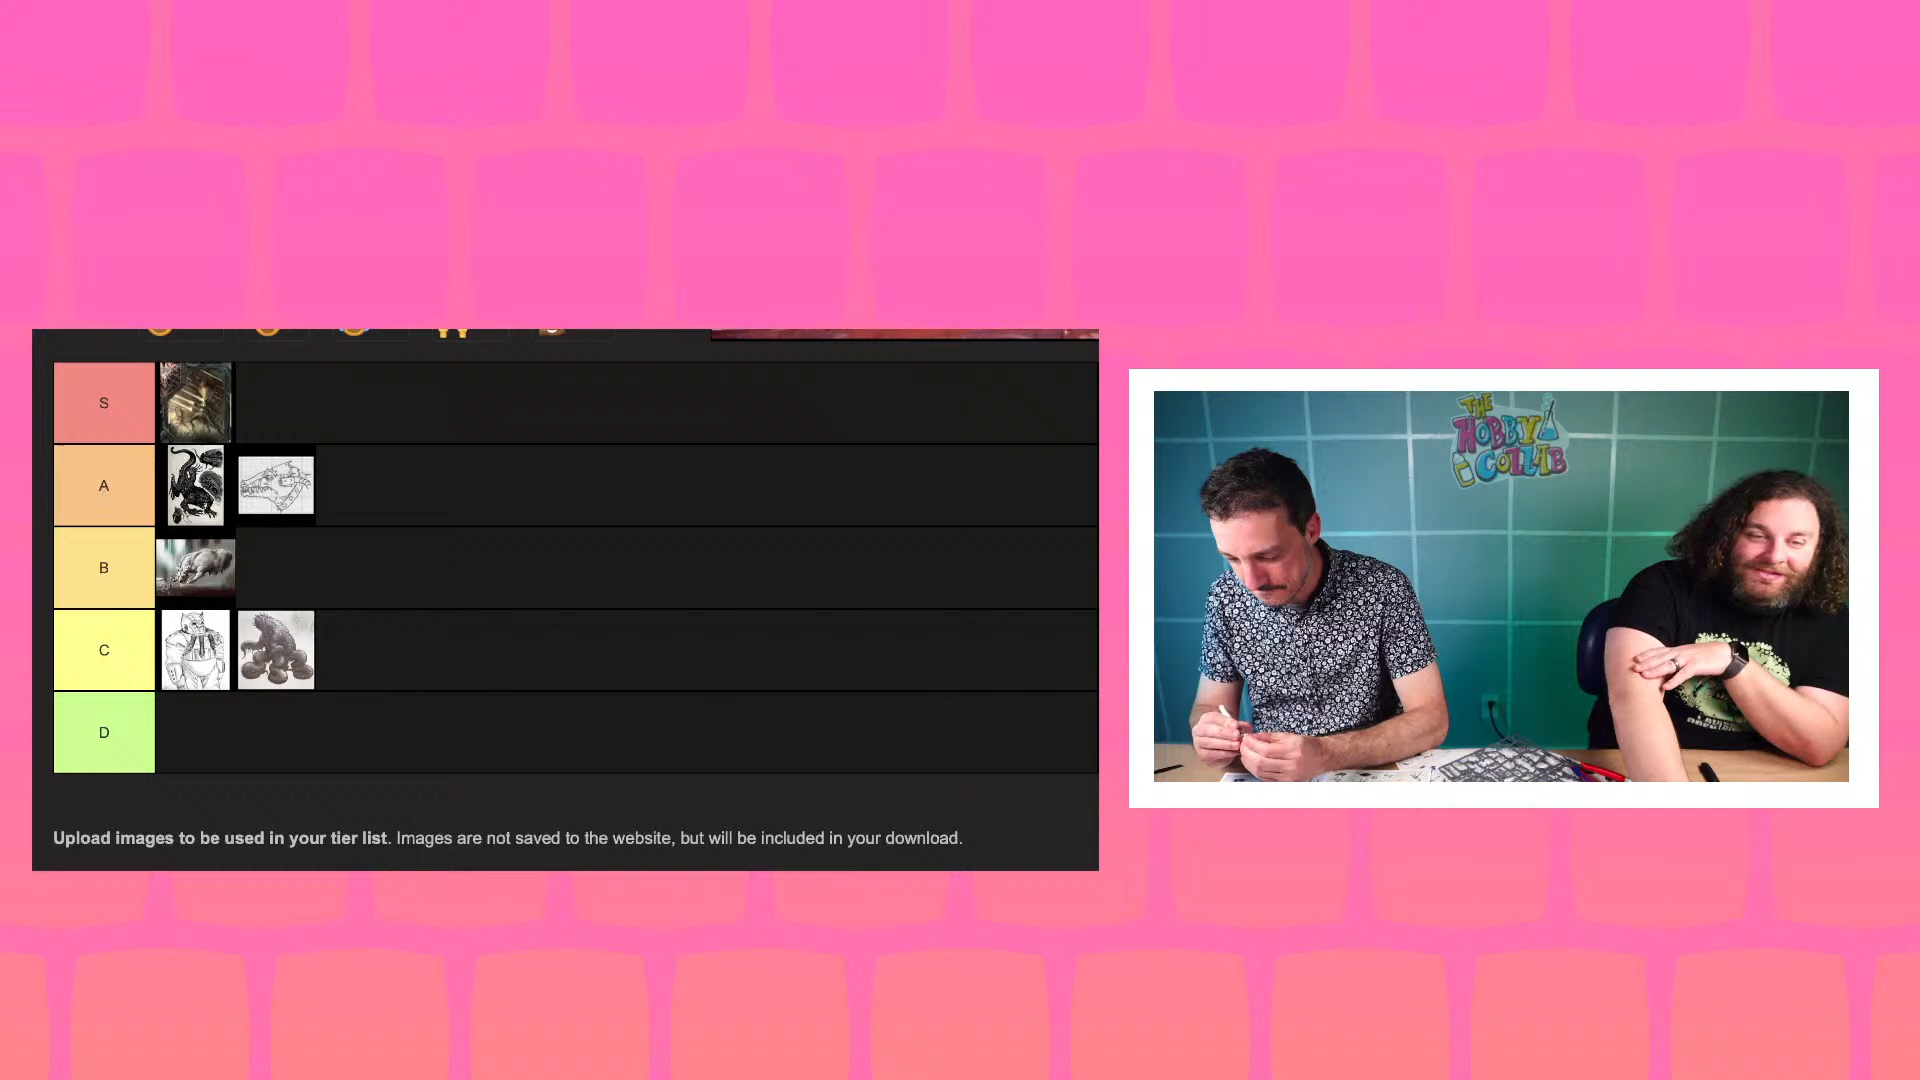 S
A
B
C
D
Upload images to be used in your tier list. Images are not saved to the website, but will be included in your download.
THE
HOBBY
COLLAB